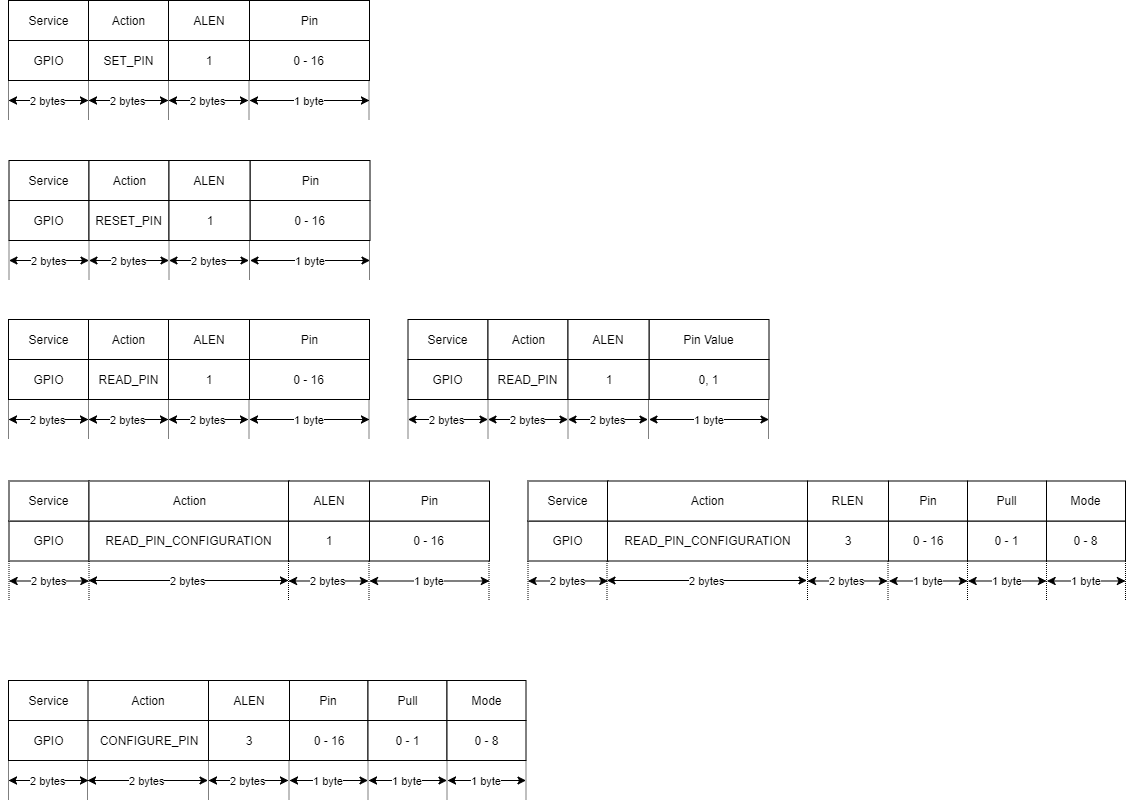 Service Action ALEN Pin
GPIO SET_PIN 1 0 - 16
2 bytes 2 bytes 2 bytes 1 byte
Service Action ALEN Pin
GPIO RESET_PIN 1 0 - 16
2 bytes 2 bytes 2 bytes 1 byte
Service Action ALEN Pin
GPIO READ_PIN 1 0 - 16
2 bytes 2 bytes 2 bytes 1 byte
Service Action ALEN Pin Value
GPIO READ_PIN 1 0, 1
2 bytes 2 bytes 2 bytes 1 byte
Service Action ALEN Pin
GPIO READ_PIN_CONFIGURATION 1 0 - 16
2 bytes 2 bytes 2 bytes 1 byte
Service Action RLEN Pin Pull Mode
GPIO READ_PIN_CONFIGURATION 3 0 - 16 0 - 1 0 - 8
2 bytes 2 bytes 2 bytes 1 byte 1 byte 1 byte
Service Action ALEN Pin Pull Mode
GPIO CONFIGURE_PIN 3 0 - 16 0 - 1 0 - 8
2 bytes 2 bytes 2 bytes 1 byte 1 byte 1 byte